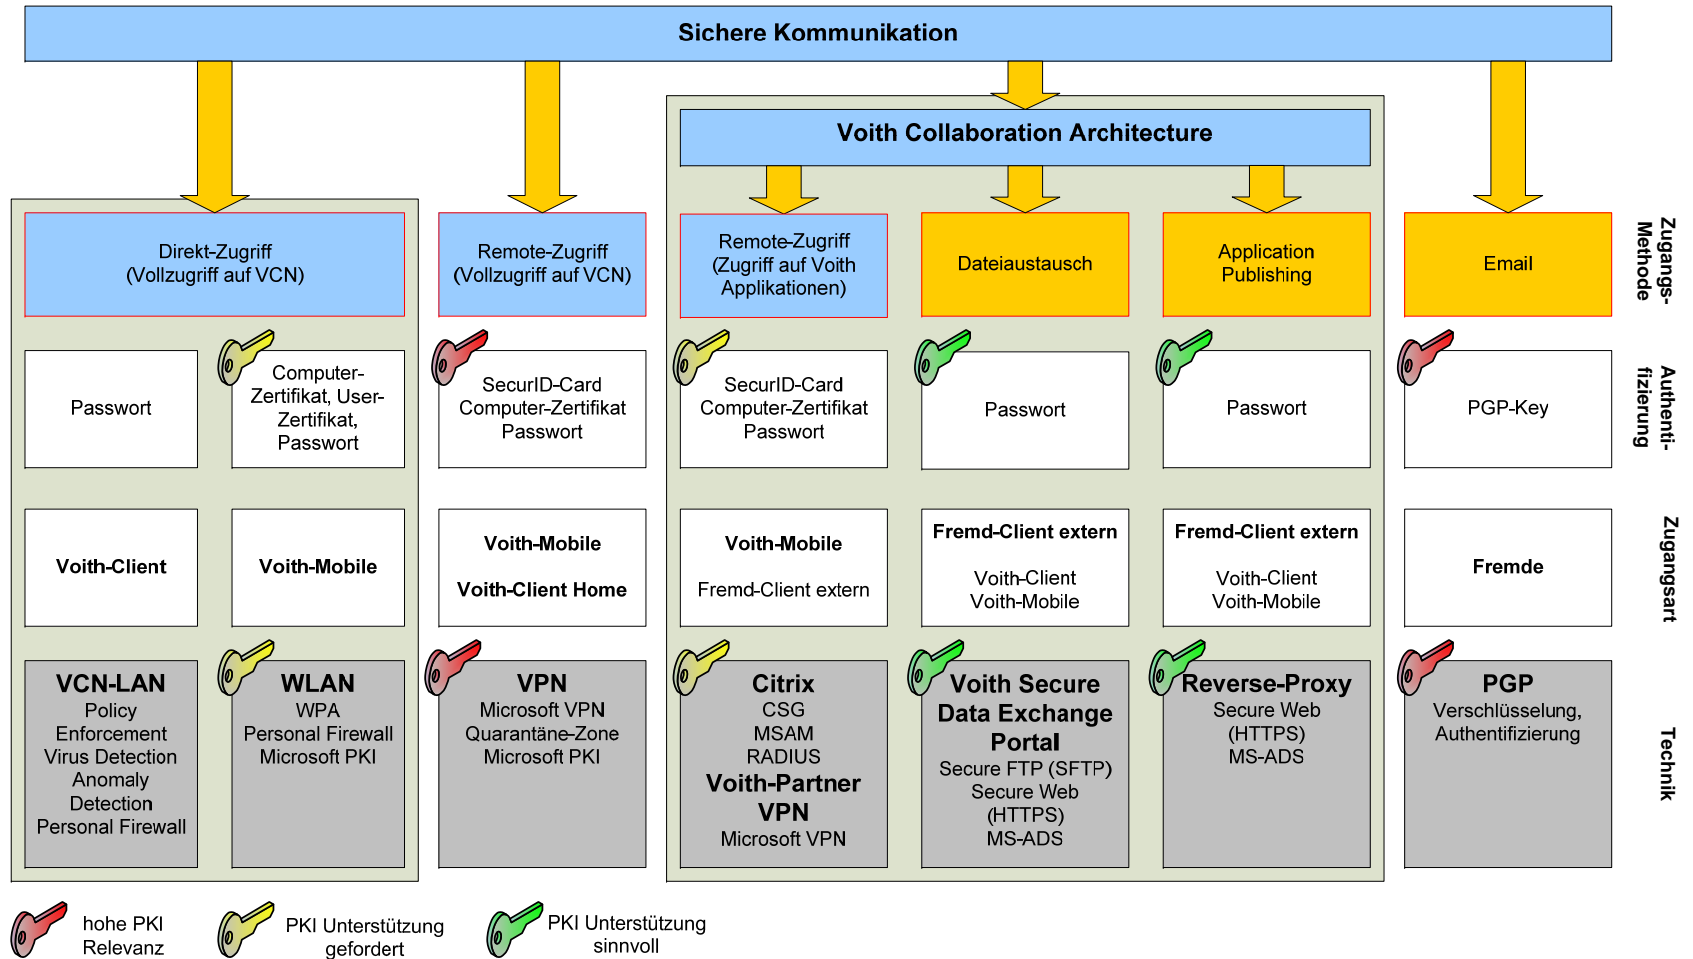 Sichere Kommunikation
Voith Collaboration Architecture
Direkt-Zugriff
(Vollzugriff auf VCN)
Remote-Zugriff
(Vollzugriff auf VCN)
Remote-Zugriff
(Zugriff auf Voith
Applikationen)
Dateiaustausch
Application
Publishing
Email
Zugangs-
Methode
Passwort
Computer-
Zertifikat, User-
Zertifikat,
Passwort
SecurID-Card
Computer-Zertifikat
Passwort
SecurID-Card
Computer-Zertifikat
Passwort
Passwort
Passwort
PGP-Key
Authenti-
fizierung
Voith-Client
Voith-Mobile
Voith-Mobile
Voith-Client Home
Voith-Mobile
Fremd-Client extern
Fremd-Client extern
Voith-Client
Voith-Mobile
Fremd-Client extern
Voith-Client
Voith-Mobile
Fremde
Zugangsart
VCN-LAN
Policy
Enforcement
Virus Detection
Anomaly
Detection
Personal Firewall
WLAN
WPA
Personal Firewall
Microsoft PKI
VPN
Microsoft VPN
Quarantäne-Zone
Microsoft PKI
Citrix
CSG
MSAM
RADIUS
Voith-Partner
VPN
Microsoft VPN
Voith Secure
Data Exchange
Portal
Secure FTP (SFTP)
Secure Web
(HTTPS)
MS-ADS
Reverse-Proxy
Secure Web
(HTTPS)
MS-ADS
PGP
Verschlüsselung,
Authentifizierung
Technik
hohe PKI
Relevanz
PKI Unterstützung
gefordert
PKI Unterstützung
sinnvoll